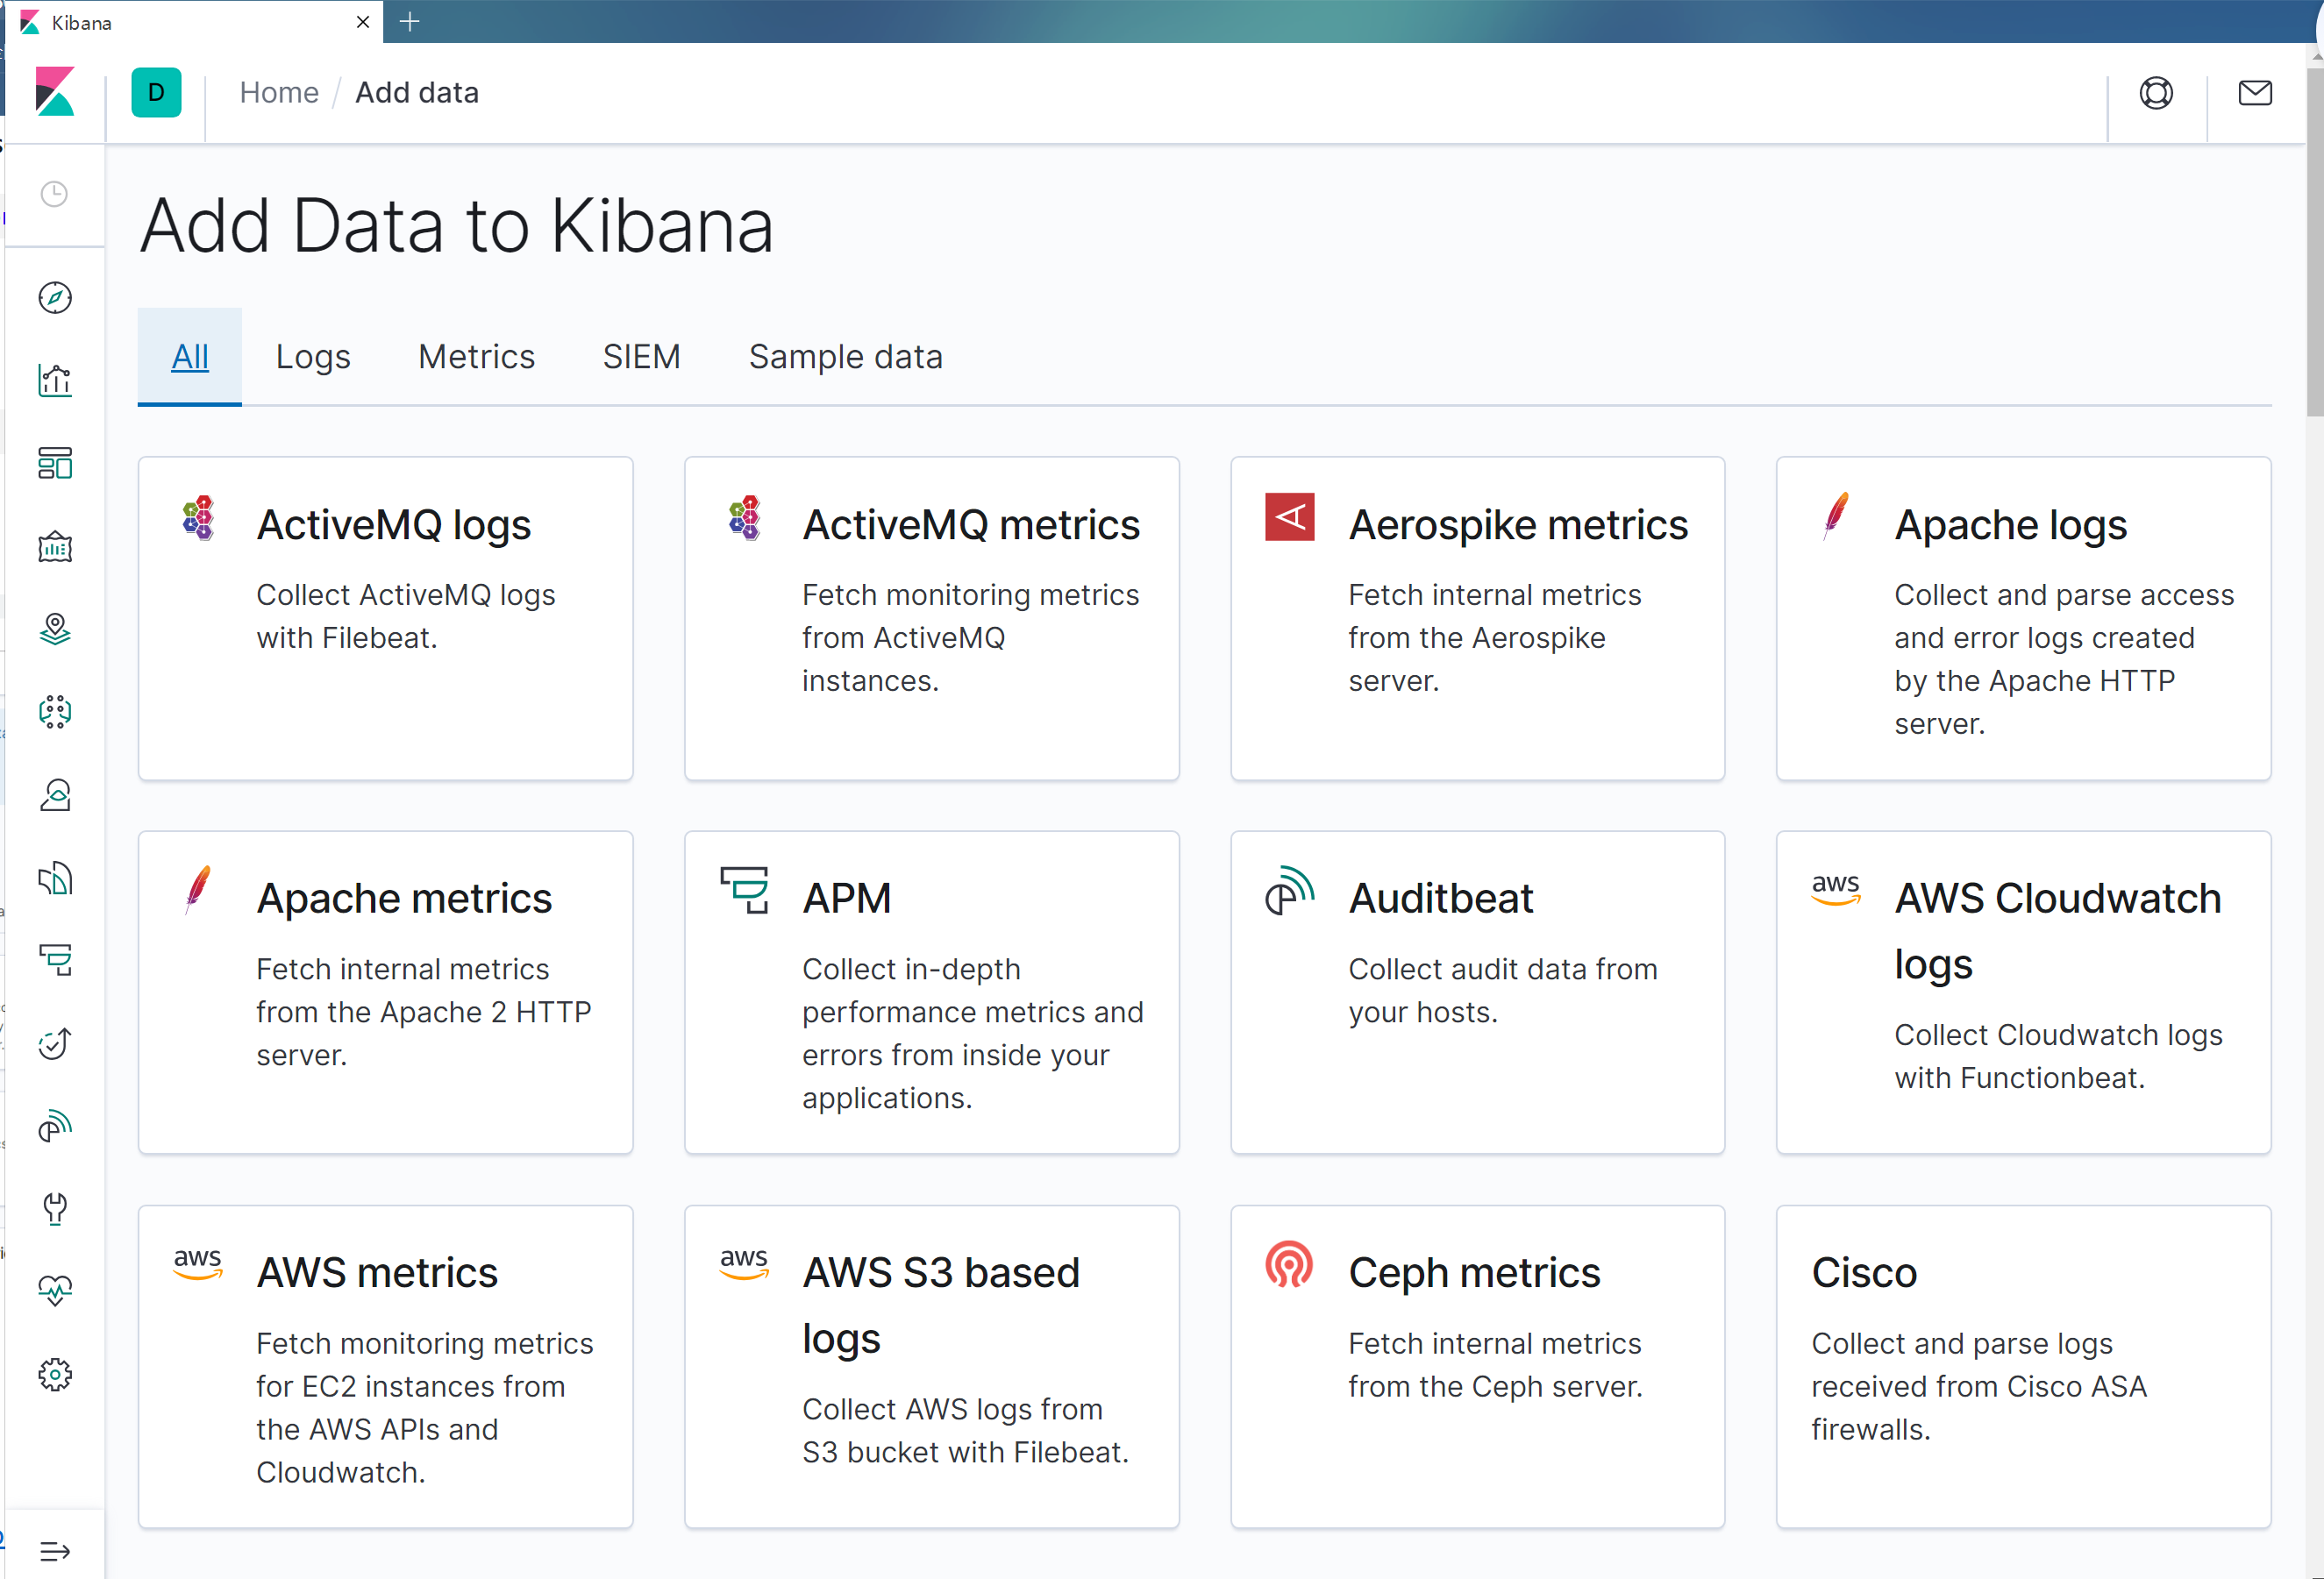 Kibana
D
Home / Add data
Add Data to Kibana
All
Logs
Metrics
SIEM
Sample data
ActiveMQ logs
Collect ActiveMQ logs
with Filebeat.
ActiveMQ metrics
Fetch monitoring metrics
from ActiveMQ
instances.
Aerospike metrics
Fetch internal metrics
from the Aerospike
server.
Apache logs
Collect and parse access
and error logs created
by the Apache HTTP
server.
Apache metrics
Fetch internal metrics
from the Apache 2 HTTP
server.
APM
Collect in-depth
performance metrics and
errors from inside your
applications.
Auditbeat
Collect audit data from
your hosts.
aws
AWS Cloudwatch
logs
Collect Cloudwatch logs
with Functionbeat.
aws
AWS metrics
Fetch monitoring metrics
for EC2 instances from
the AWS APIs and
Cloudwatch.
aws
AWS S3 based
logs
Collect AWS logs from
S3 bucket with Filebeat.
Ceph metrics
Fetch internal metrics
from the Ceph server.
Cisco
Collect and parse logs
received from Cisco ASA
firewalls.